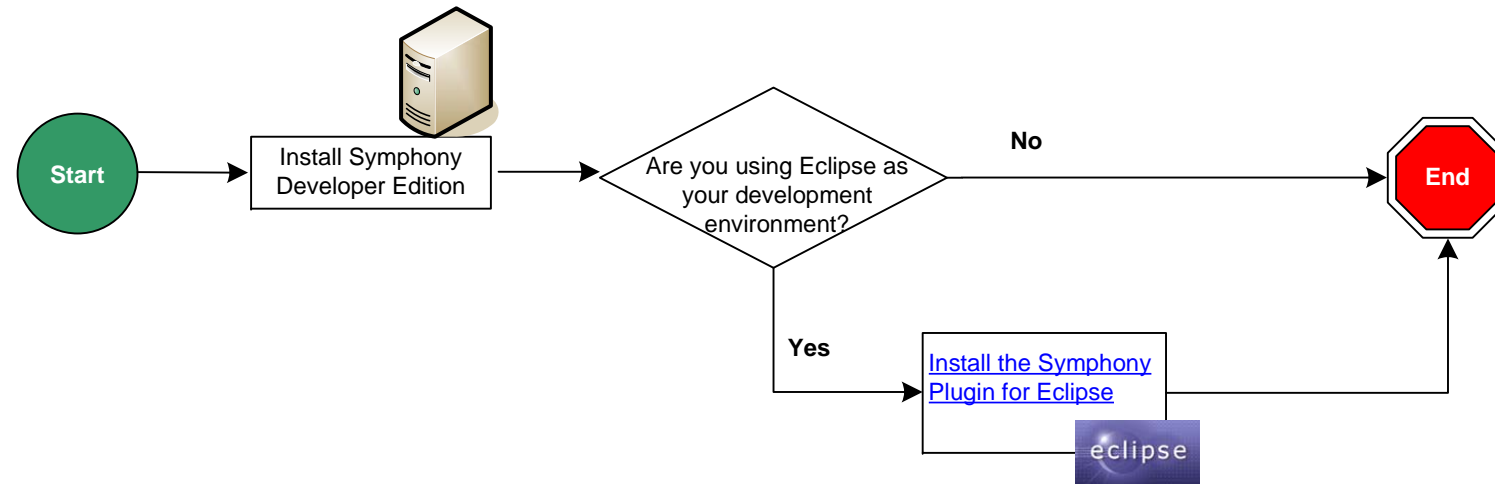 Start
Install Symphony
Developer Edition
Are you using Eclipse as
your development
environment?
No
End
Yes
Install the Symphony
Plugin for Eclipse
eclipse